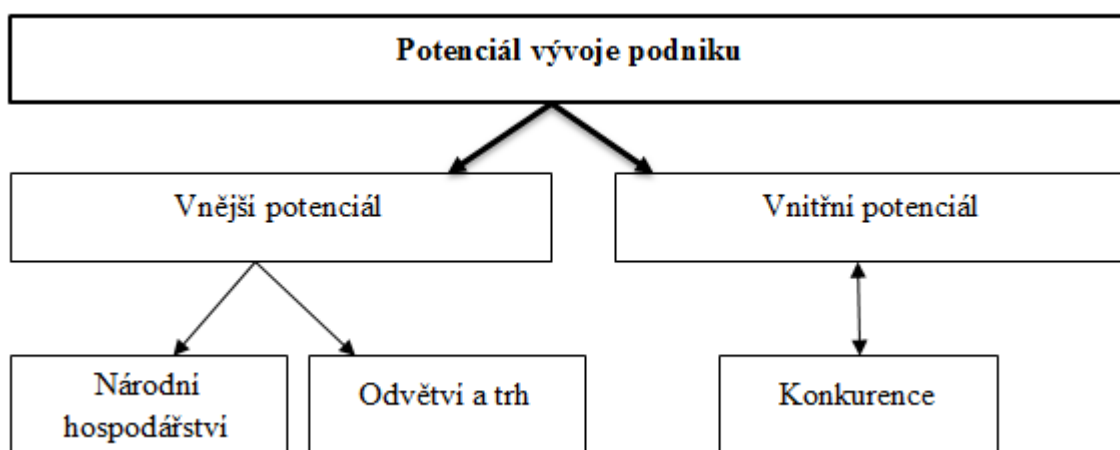 Potenciál vývoje podniku
Vnější potenciál
Vnitřní potenciál
Národní
hospodářství
Odvětví a trh
Konkurence